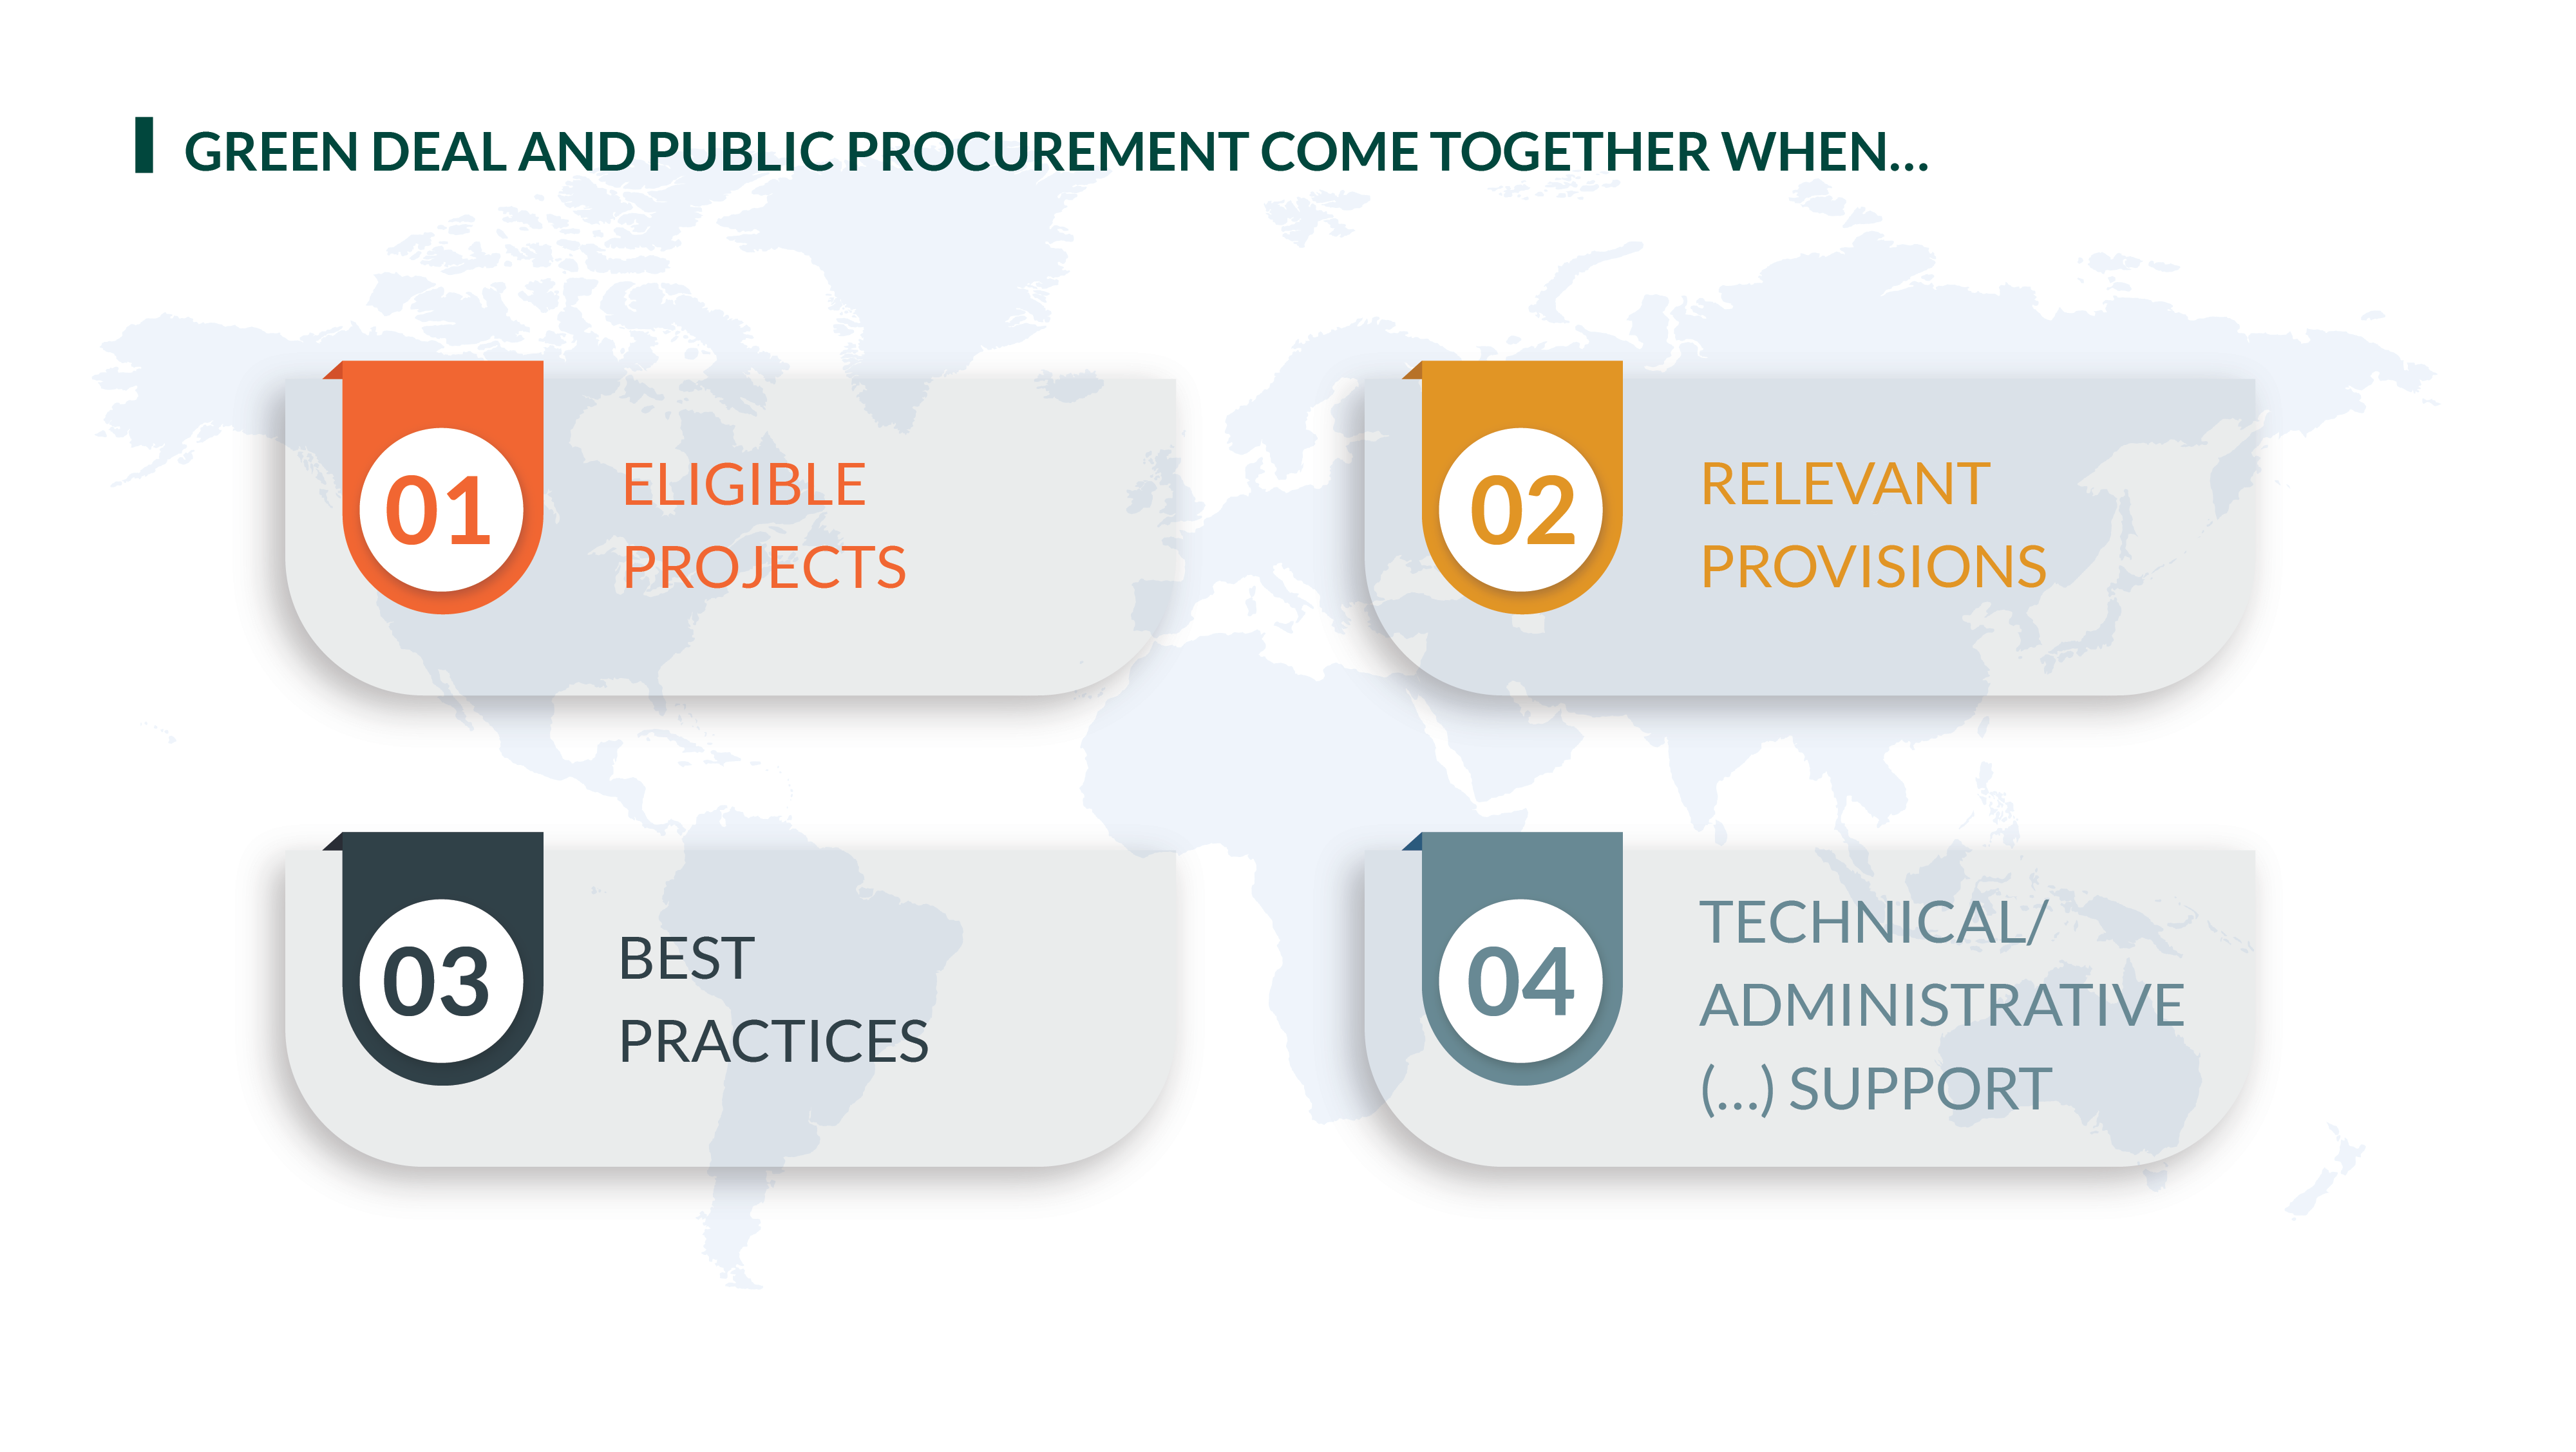 GREEN DEAL AND PUBLIC PROCUREMENT COME TOGETHER WHEN...
01
ELIGIBLE
PROJECTS
02
RELEVANT
PROVISIONS
03
BEST
PRACTICES
04
TECHNICAL/
ADMINISTRATIVE
(...) SUPPORT